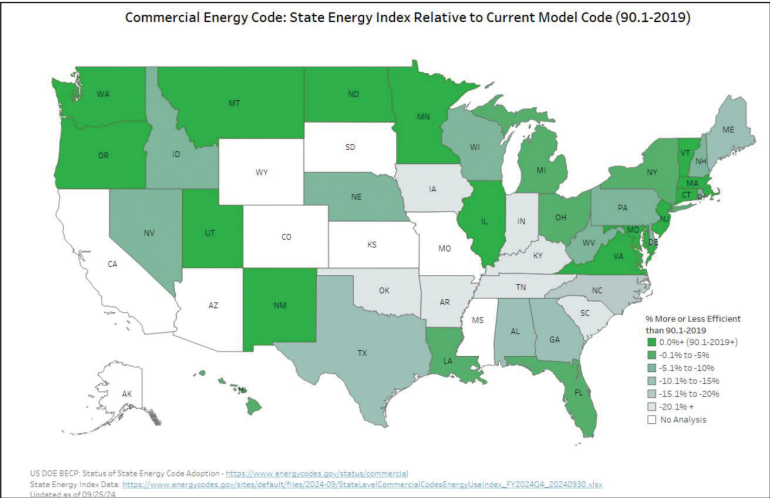 Commercial Energy Code: State Energy Index Relative to Current Model Code (90.1-2019)
WA
MT
ND
MN
ME
OR
ID
SD
WI
VT
NH
WY
MI
NY
MA
CT
IA
NE
PA
NJ
NV
UT
IL
IN
OH
MD
DE
CO
WV
VA
CA
KS
MO
KY
NC
TN
AZ
NM
OK
AR
SC
MS
AL
GA
TX
LA
FL
AK
HI
% More or Less Efficient
than 90.1-2019
0.0%+ (90.1-2019+)
-0.1% to -5%
-5.1% to -10%
-10.1% to -15%
-15.1% to -20%
-20.1% +
No Analysis
US DOE BECP: Status of State Energy Code Adoption - https://www.energycodes.gov/status/commercial
State Energy Index Data: https://www.energycodes.gov/sites/default/files/2024-09/StateLevelCommercialCodesEnergyUseIndex_FY2024Q4_20240930.xlsx
Updated as of 09/25/24